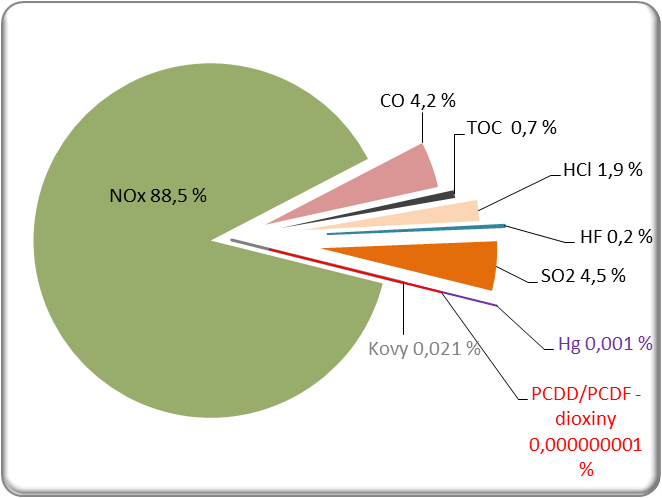 CO 4,2 %
TOC  0,7 %
HCl 1,9 %
NOx 88,5 %
HF 0,2 %
SO2 4,5 %
Hg 0,001 %
Kovy 0,021 %
PCDD/PCDF -
dioxiny
0,000000001
%